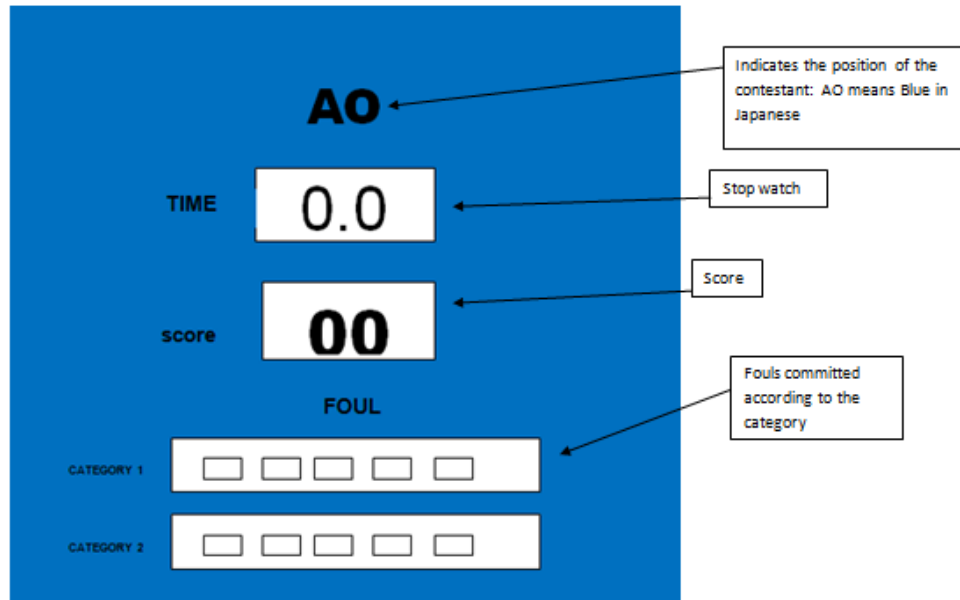 AO
Indicates the position of the
contestant: AO means Blue in
Japanese
TIME
0.0
Stop watch
score
00
Score
FOUL
Fouls committed
according to the
category
CATEGORY 1
CATEGORY 2